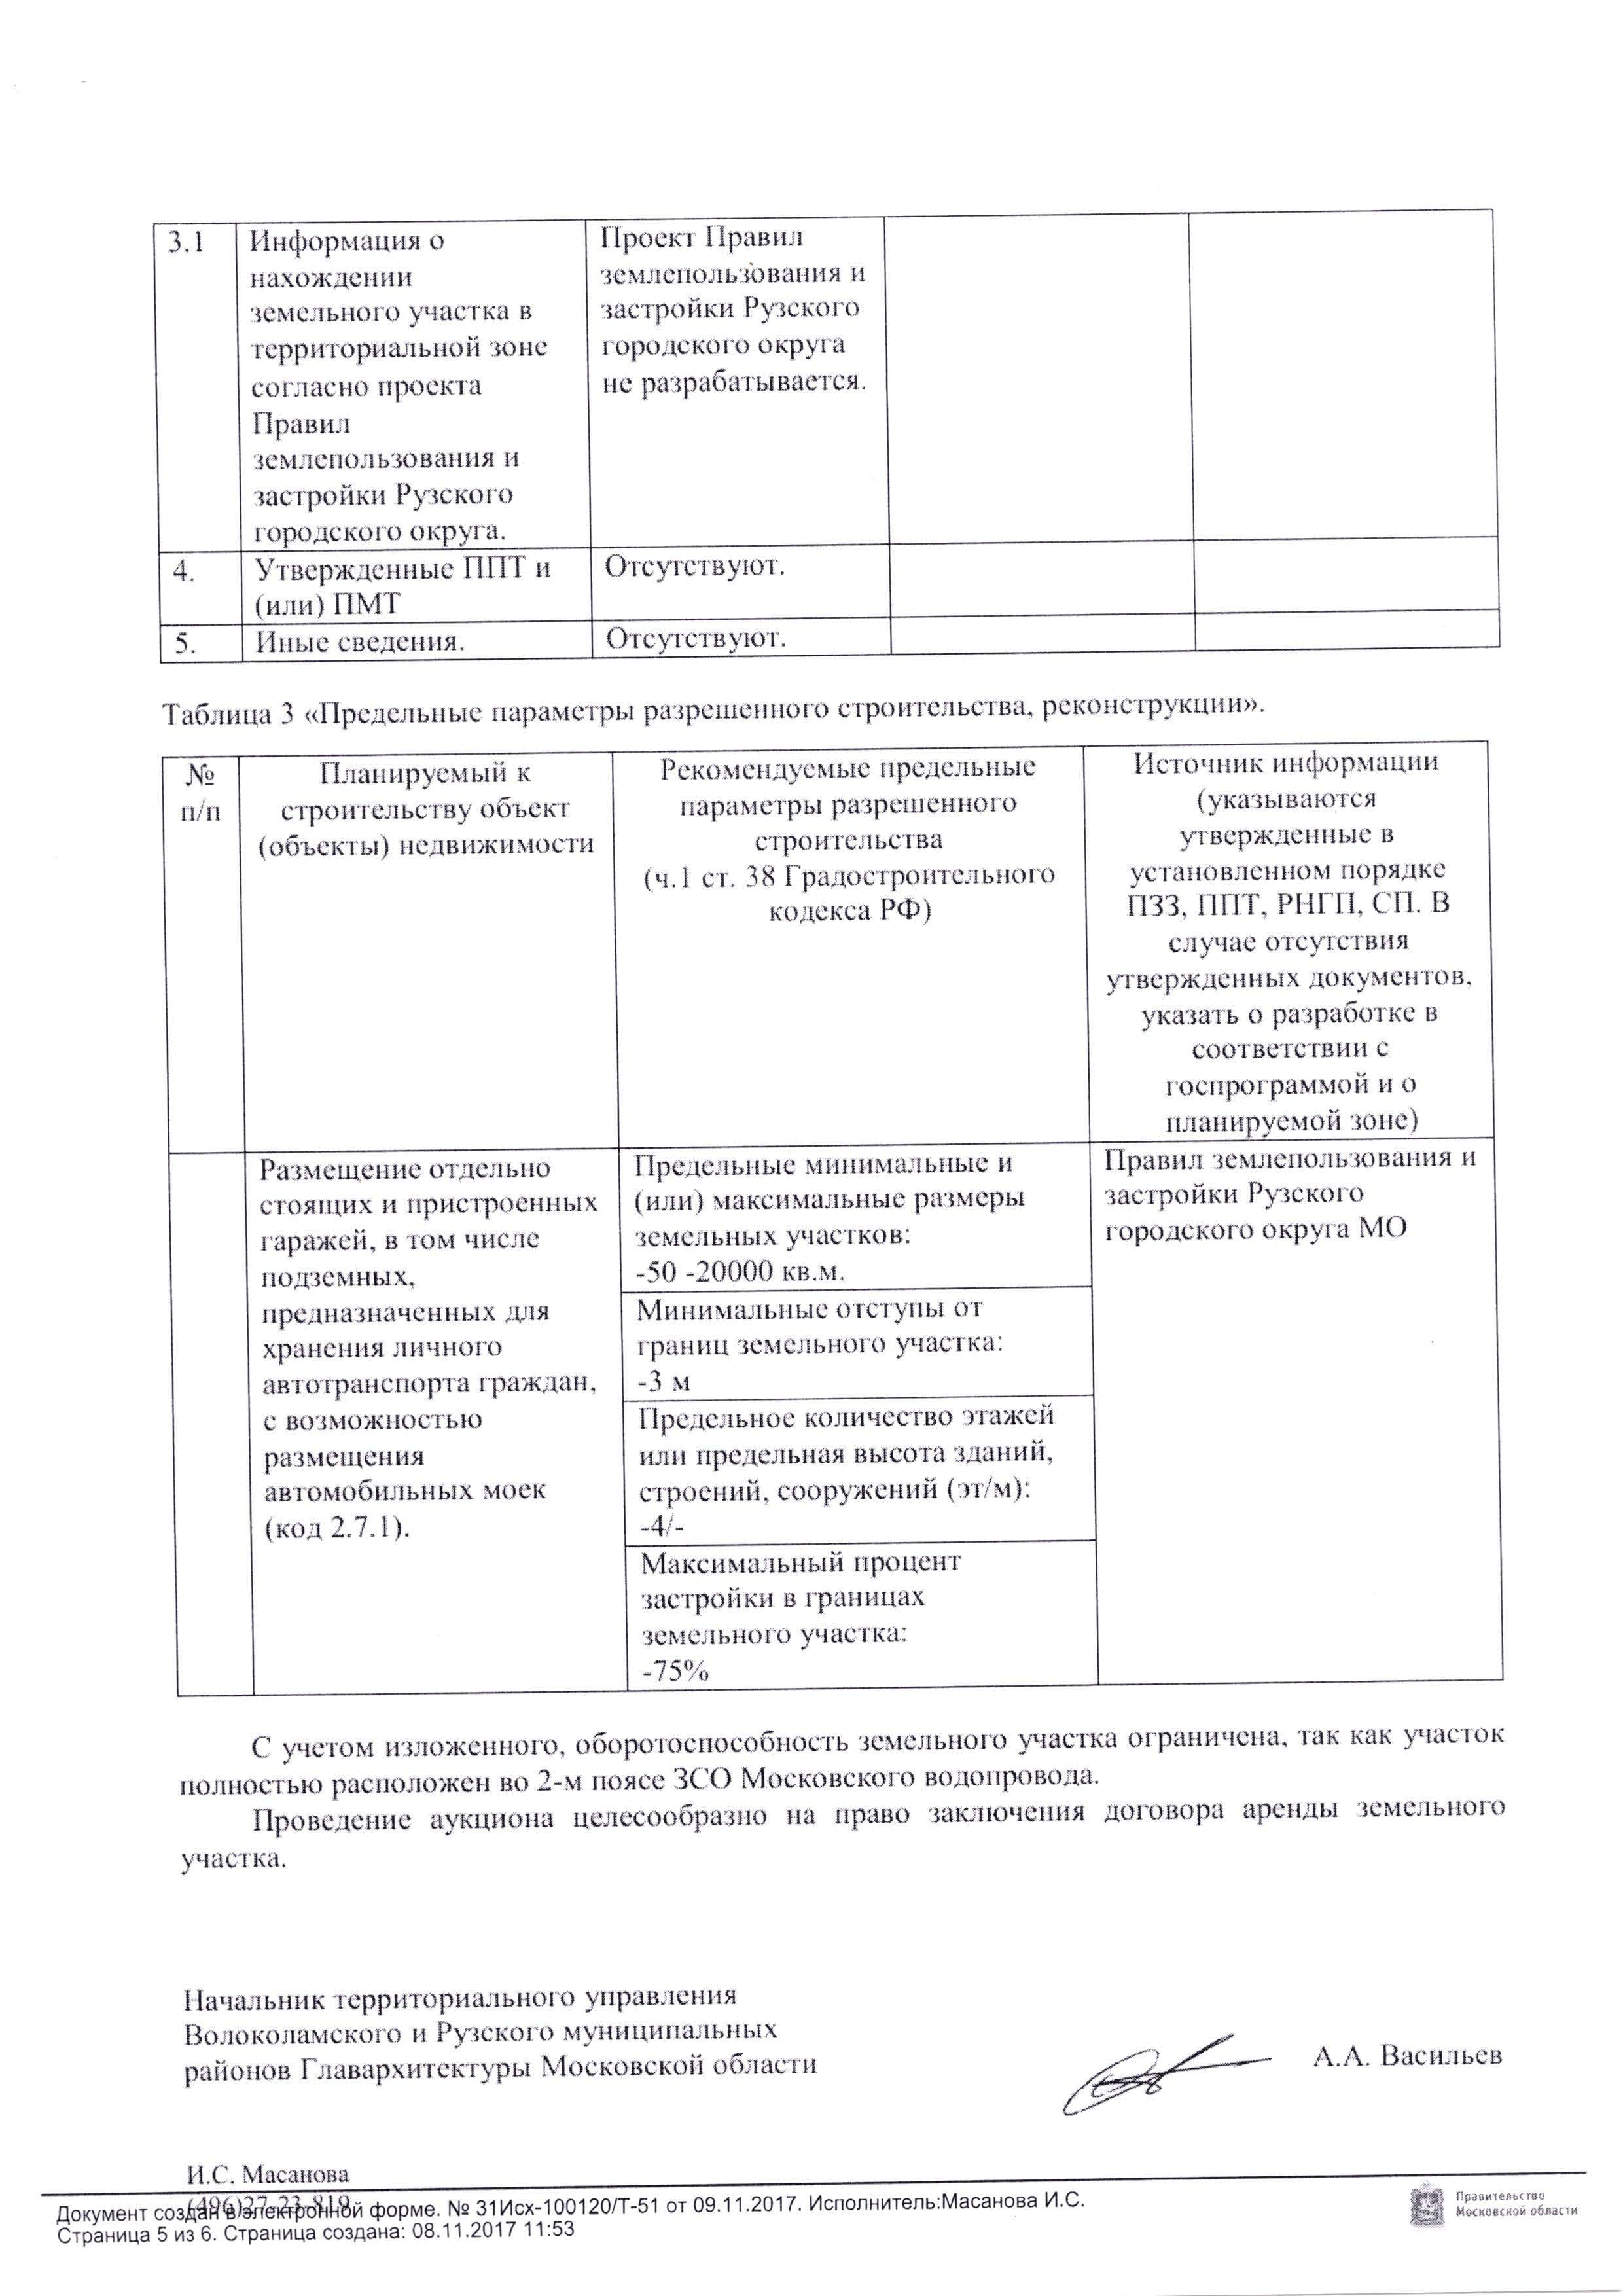 3.1
Информация о
нахождении
земельного участка в
территориальной зоне
согласно проекта
Правил
землепользования и
застройки Рузского
городского округа.
Проект Правил
землепользования и
застройки Рузского
городского округа
не разрабатывается.
4.
Утвержденные ППТ и
(или) ПМТ
Отсутствуют.
5.
Иные сведения.
Отсутствуют.
Таблица 3 «Предельные параметры разрешенного строительства, реконструкции».
№
п/п
Планируемый к
строительству объект
(объекты) недвижимости
Рекомендуемые предельные
параметры разрешенного
строительства
(ч.1 ст. 38 Градостроительного
кодекса РФ)
Источник информации
(указываются
утвержденные в
установленном порядке
ПЗЗ, ППТ, РНГП, СП. В
случае отсутствия
утвержденных документов,
указать о разработке в
соответствии с
госпрограммой и о
планируемой зоне)
Размещение отдельно
стоящих и пристроенных
гаражей, в том числе
подземных,
предназначенных для
хранения личного
автотранспорта граждан,
с возможностью
размещения
автомобильных моек
(код 2.7.1).
Предельные минимальные и
(или) максимальные размеры
земельных участков:
-50 -20000 кв.м.
Минимальные отступы от
границ земельного участка:
-3 м
Предельное количество этажей
или предельная высота зданий,
строений, сооружений (эт/м):
-4/-
Максимальный процент
застройки в границах
земельного участка:
-75%
Правил землепользования и
застройки Рузского
городского округа МО
С учетом изложенного, оборотоспособность земельного участка ограничена, так как участок
полностью расположен во 2-м поясе ЗСО Московского водопровода.
Проведение аукциона целесообразно на право заключения договора аренды земельного
участка.
Начальник территориального управления
Волоколамского и Рузского муниципальных
районов Главархитектуры Московской области
А.А. Васильев
И.С. Масанова
(496)27-23-819
Документ создан в электронной форме. № 31Исх-100120/Т-51 от 09.11.2017. Исполнитель:Масанова И.С.
Страница 5 из 6. Страница создана: 08.11.2017 11:53
Правительство
Московской области